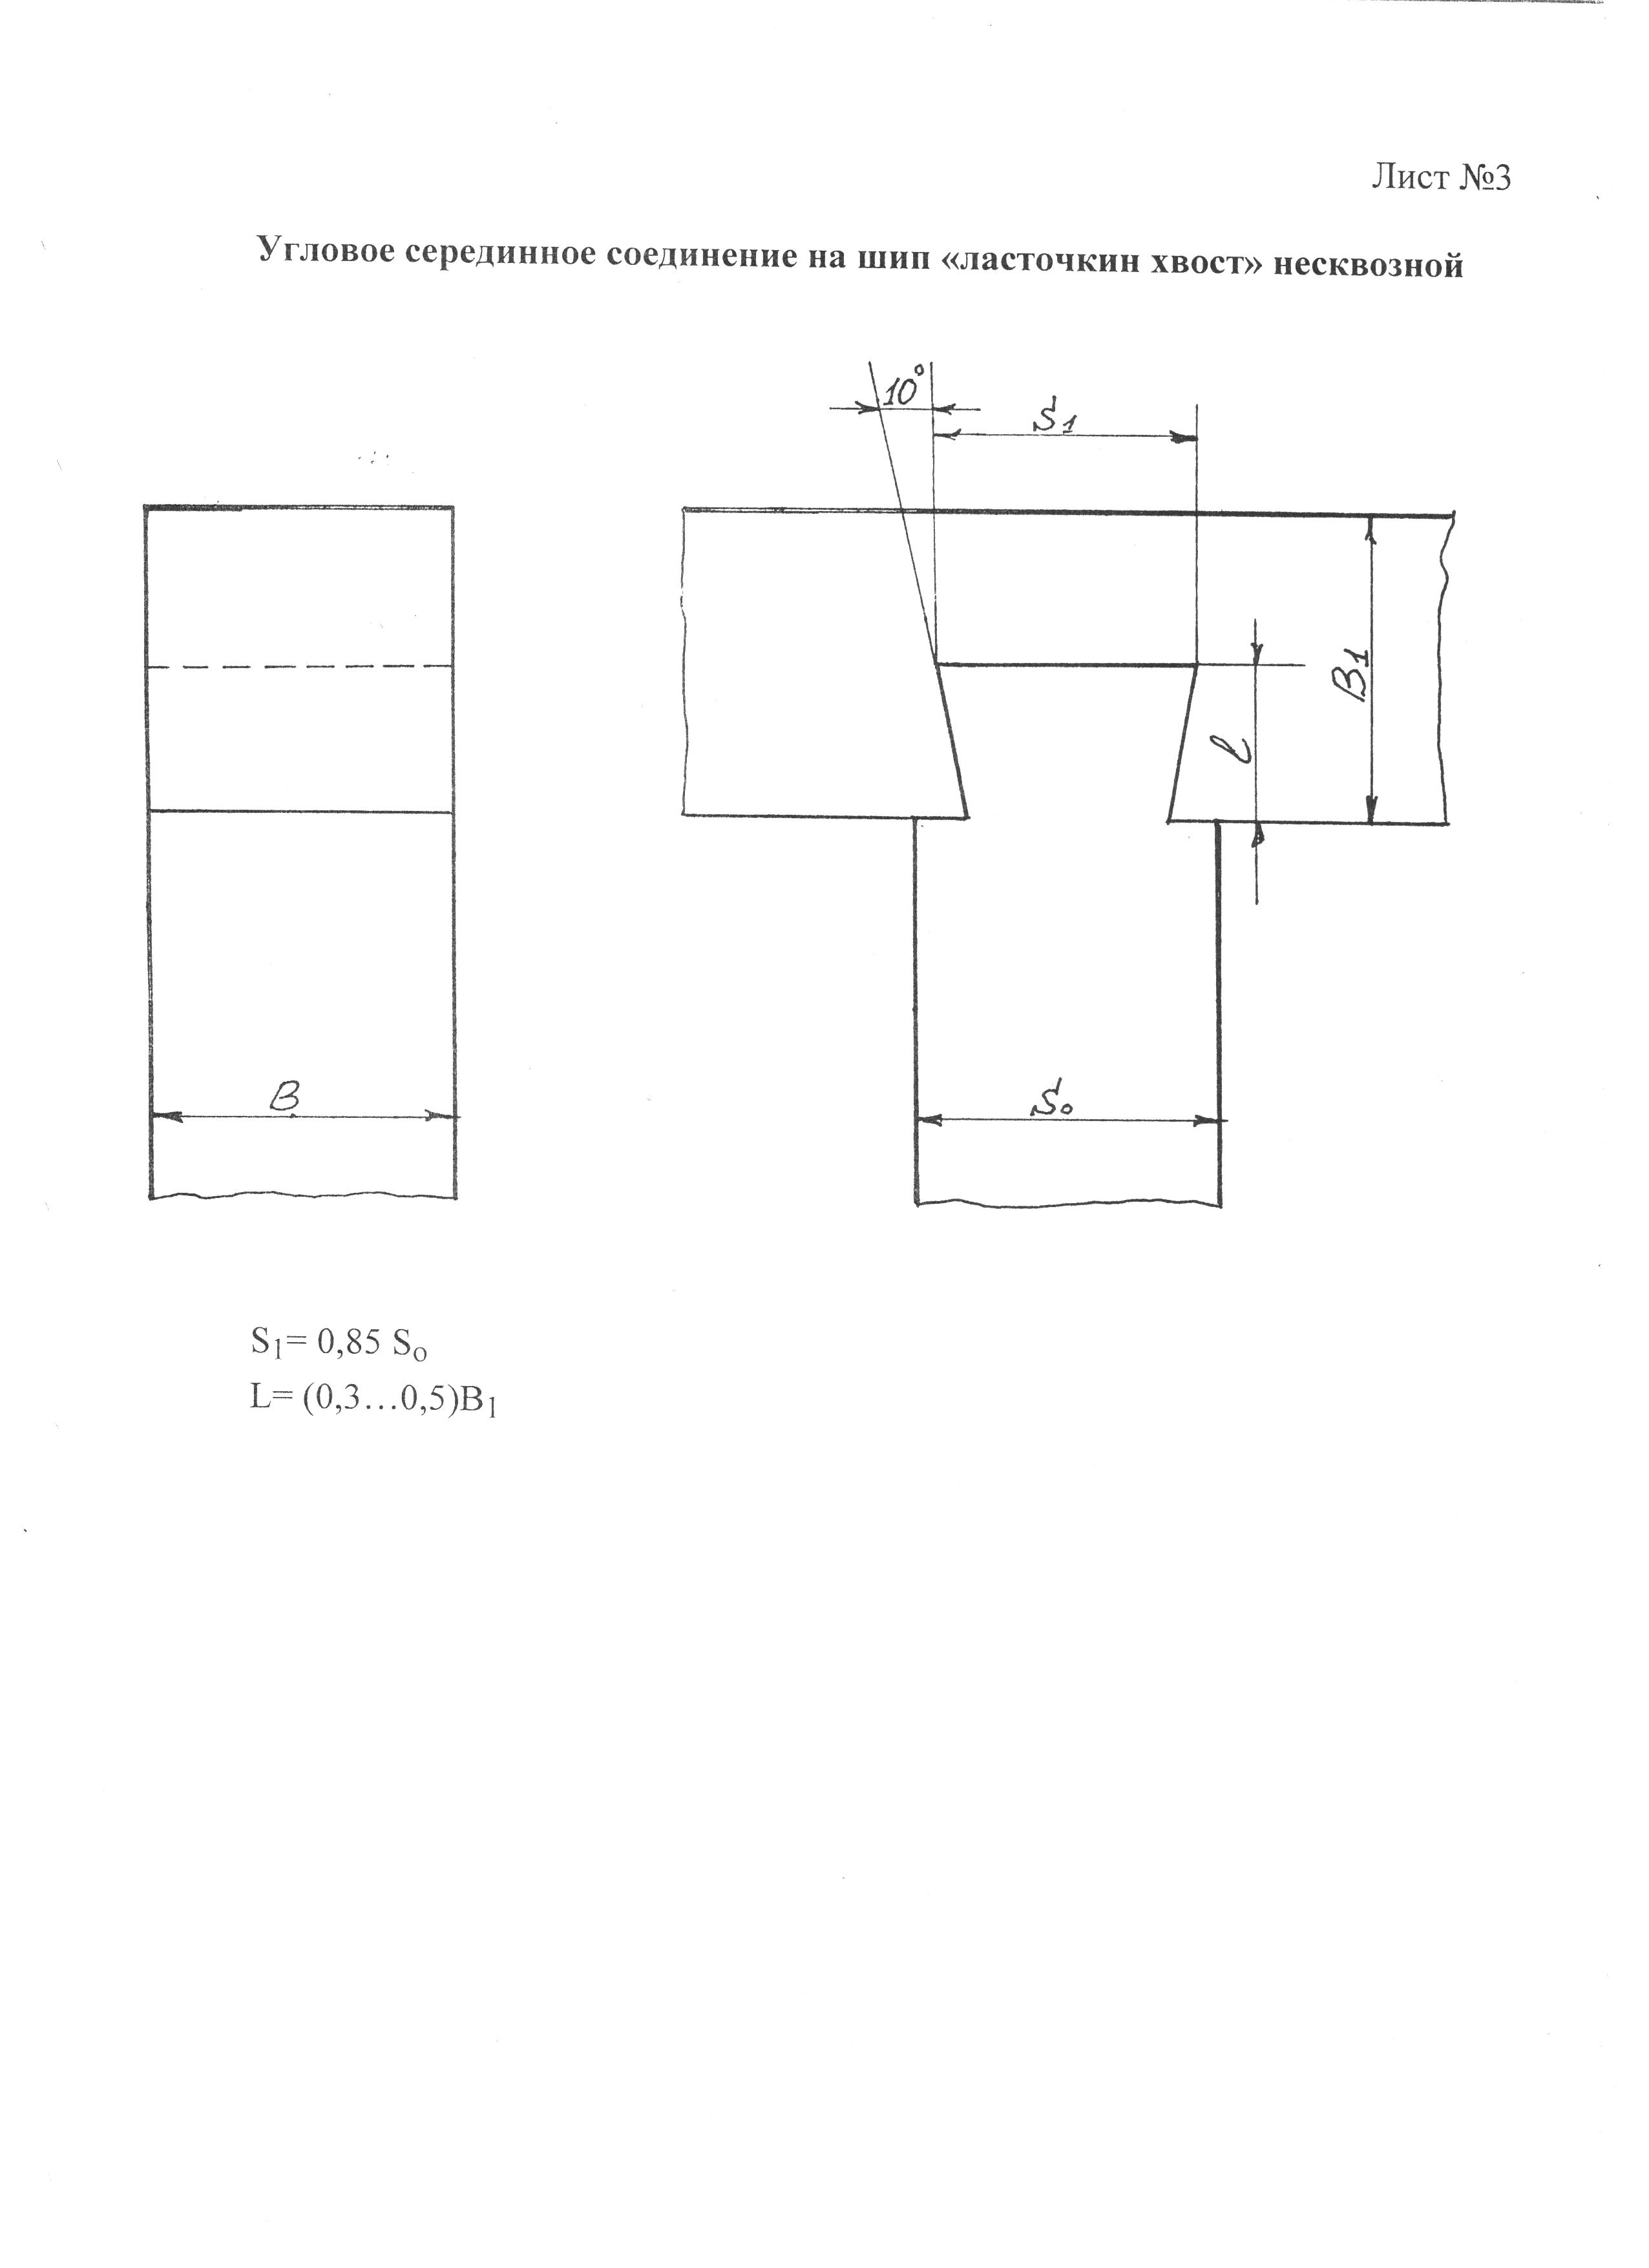 Лист №3
Угловое серединное соединение на шип «ласточкин хвост» несквозной
10°
S1
B1
l
B
S0
S1= 0,85 So
L= (0,3…0,5)B1